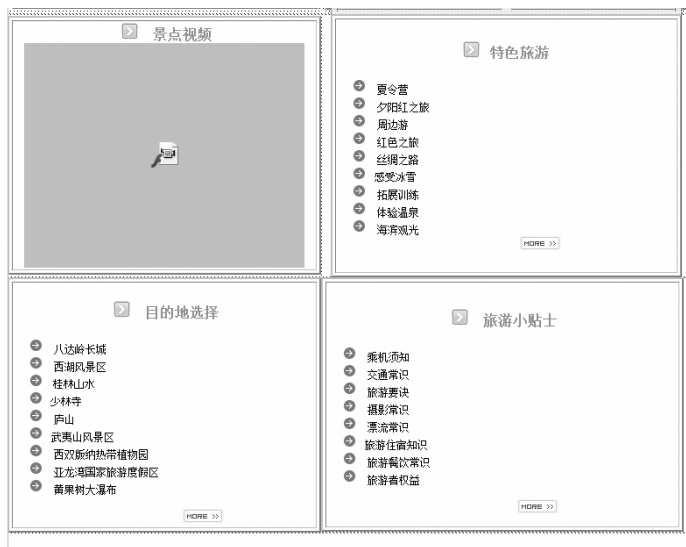 景点视频
特色旅游
夏令营
夕阳红之旅
周边游
红色之旅
丝绸之路
感受冰雪
拓展训练
体验温泉
海滨观光
MORE >>
目的地选择
八达岭长城
西湖风景区
桂林山水
少林寺
庐山
武夷山风景区
西双版纳热带植物园
亚龙湾国家旅游度假区
黄果树大瀑布
MORE >>
旅游小贴士
乘机须知
交通常识
旅游要诀
摄影常识
漂流常识
旅游住宿知识
旅游餐饮常识
旅游者权益
MORE >>